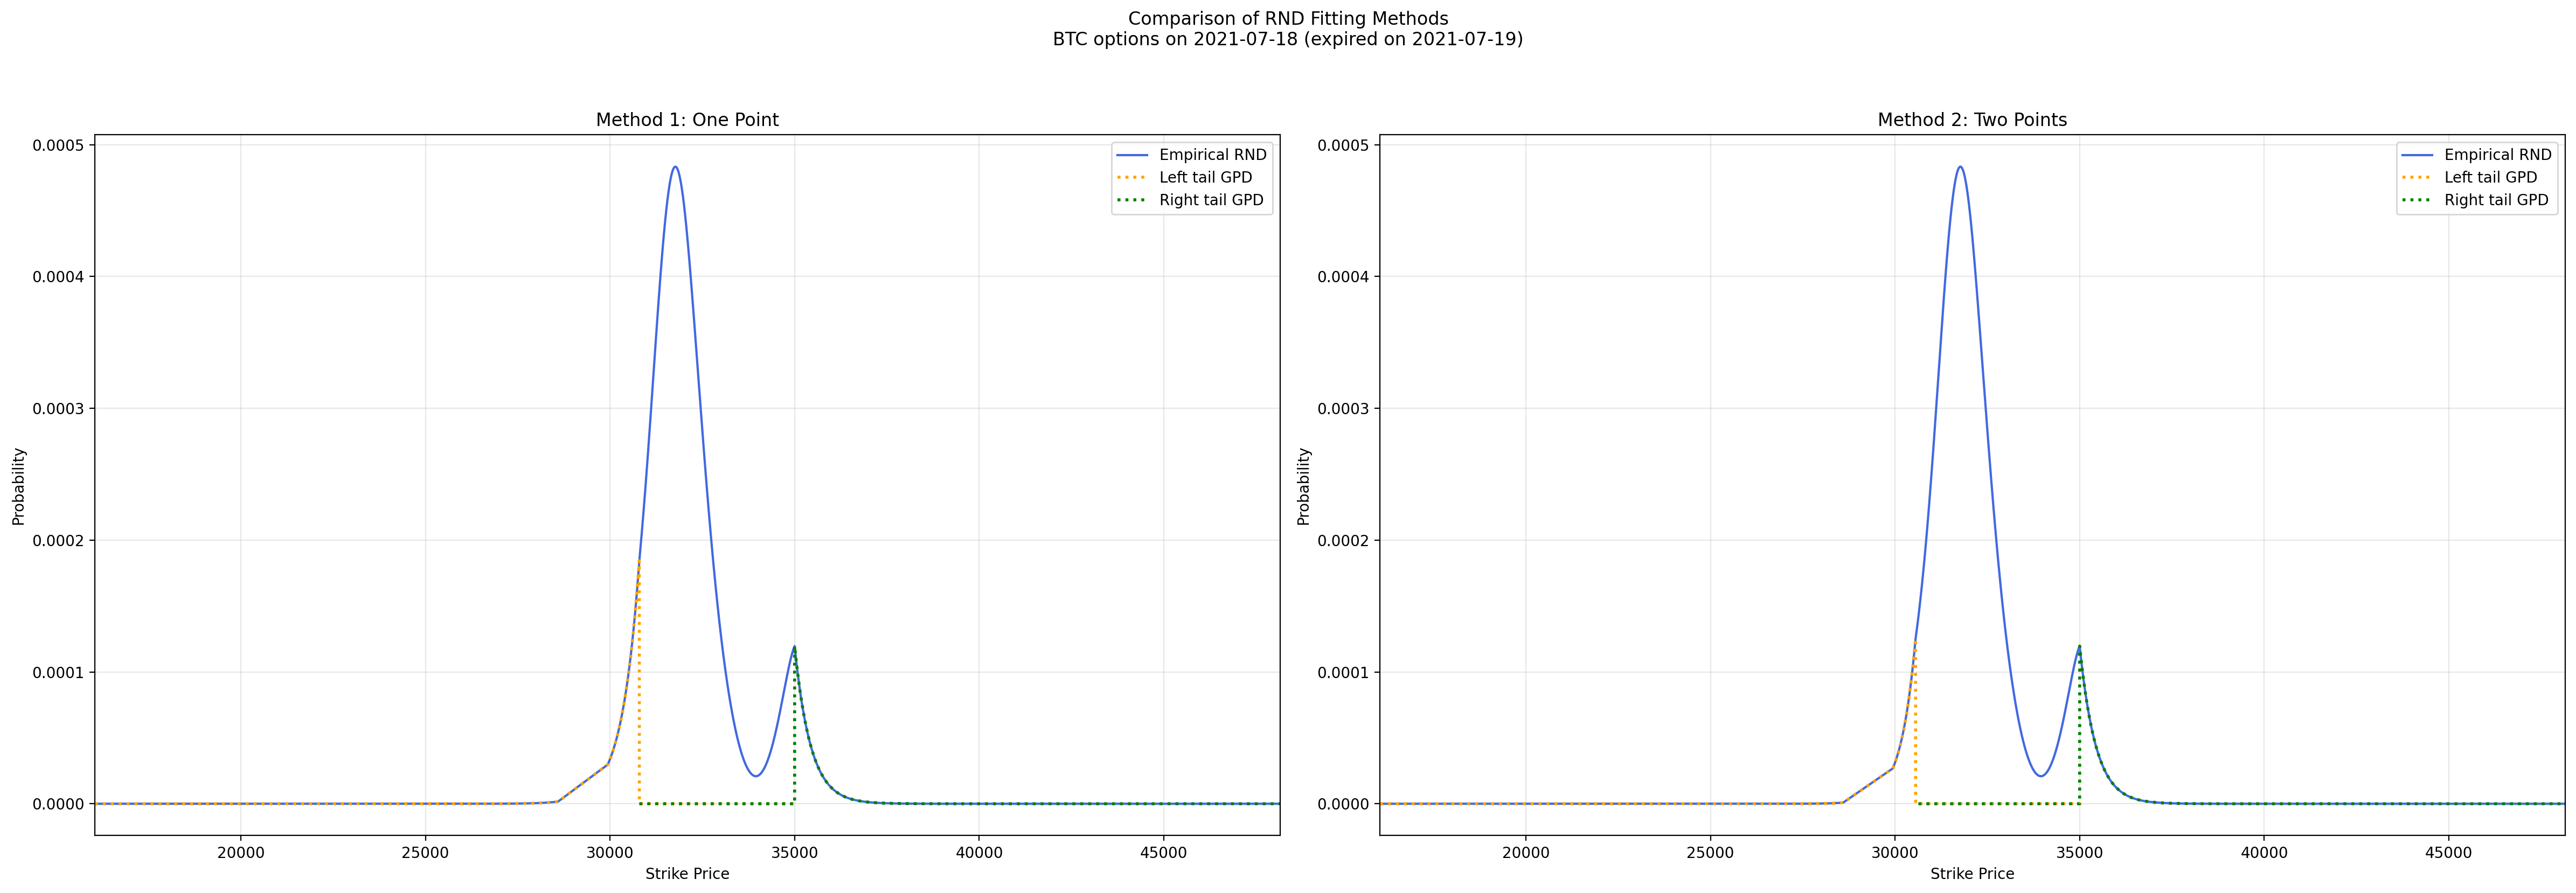 Comparison of RND Fitting Methods
BTC options on 2021-07-18 (expired on 2021-07-19)
Method 1: One Point
0.0005
0.0004
0.0003
0.0002
0.0001
0.0000
Probability
Empirical RND
Left tail GPD
Right tail GPD
20000 25000 30000 35000 40000 45000
Strike Price
Method 2: Two Points
0.0005
0.0004
0.0003
0.0002
0.0001
0.0000
Probability
Empirical RND
Left tail GPD
Right tail GPD
20000 25000 30000 35000 40000 45000
Strike Price